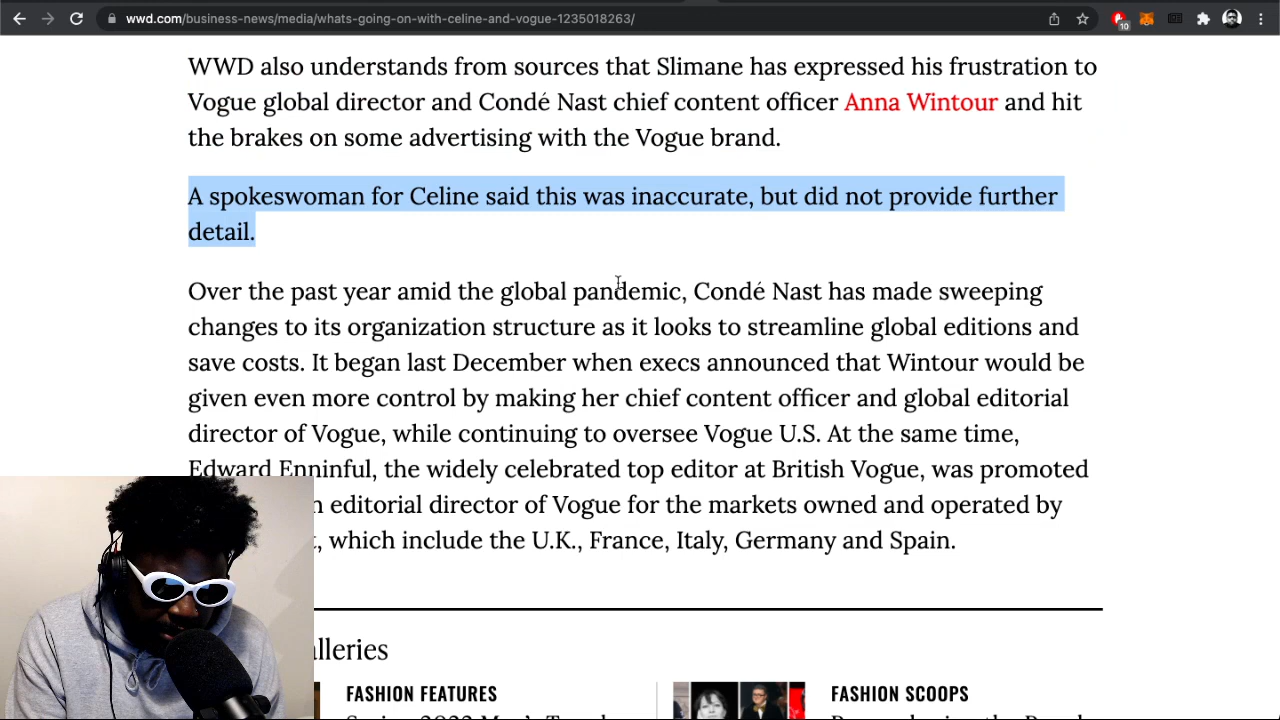 wwd.com/business-news/media/whats-going-on-with-celine-and-vogue-1235018263/
10
WWD also understands from sources that Slimane has expressed his frustration to
Vogue global director and Condé Nast chief content officer Anna Wintour and hit
the brakes on some advertising with the Vogue brand.
A spokeswoman for Celine said this was inaccurate, but did not provide further
detail.
Over the past year amid the global pandemic, Condé Nast has made sweeping
changes to its organization structure as it looks to streamline global editions and
save costs. It began last December when execs announced that Wintour would be
given even more control by making her chief content officer and global editorial
director of Vogue, while continuing to oversee Vogue U.S. At the same time,
Edward Enninful, the widely celebrated top editor at British Vogue, was promoted
editorial director of Vogue for the markets owned and operated by
which include the U.K., France, Italy, Germany and Spain.
FASHION FEATURES
FASHION SCOOPS